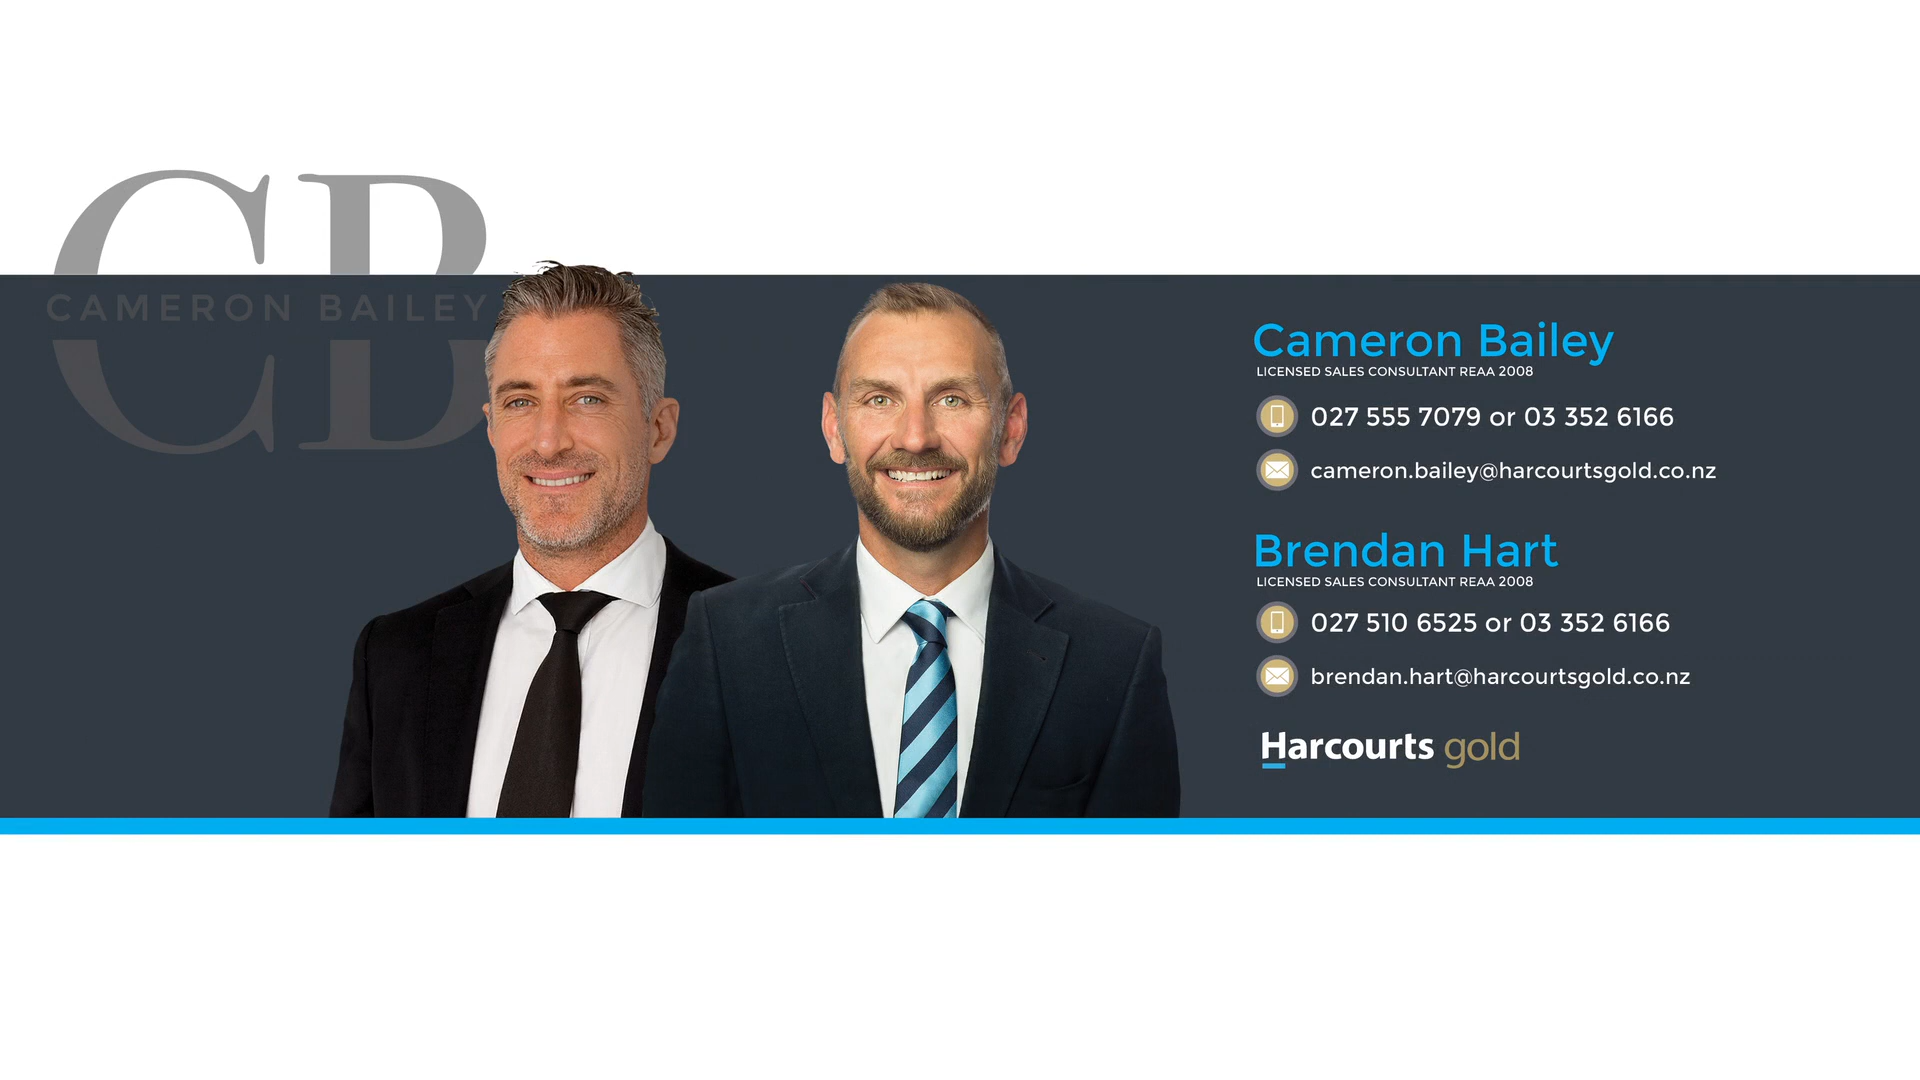 CB
CAMERON BAILEY
Cameron Bailey
LICENSED SALES CONSULTANT REAA 2008
027 555 7079 or 03 352 6166
cameron.bailey@harcourtsgold.co.nz
Brendan Hart
LICENSED SALES CONSULTANT REAA 2008
027 510 6525 or 03 352 6166
brendan.hart@harcourtsgold.co.nz
Harcourts gold